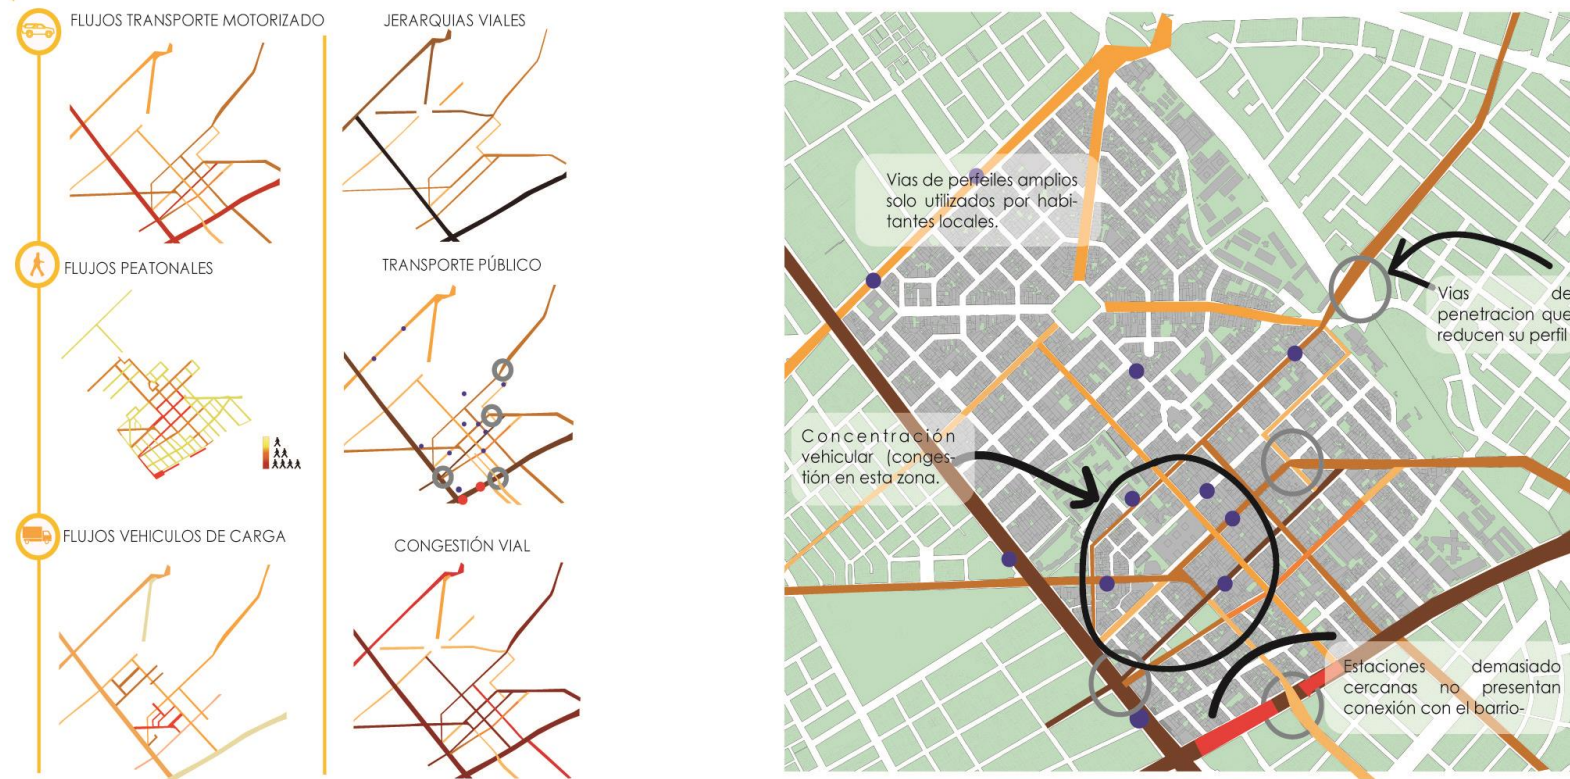 FLUJOS TRANSPORTE MOTORIZADO
JERARQUIAS VIALES
FLUJOS PEATONALES
TRANSPORTE PÚBLICO
FLUJOS VEHICULOS DE CARGA
CONGESTIÓN VIAL
Vias de perfeiles amplios
solo utilizados por habi-
tantes locales.
Vias de
penetracion que
reducen su perfil
Concentración
vehicular (conges-
tión en esta zona.
Estaciones demasiado
cercanas no presentan
conexión con el barrio-